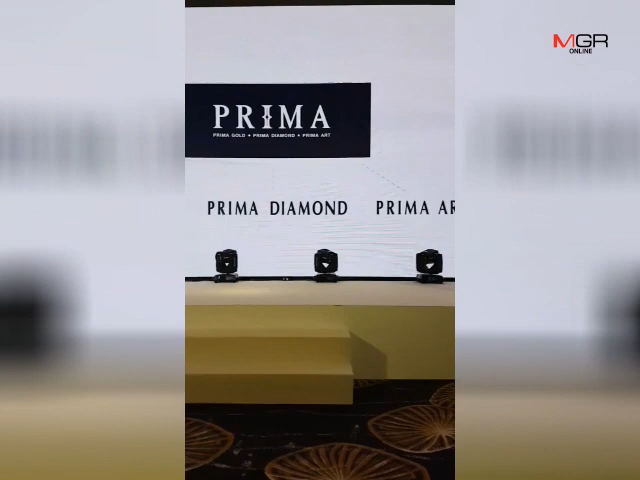 MGR
ONLINE
PRIMA
PRIMA GOLD • PRIMA DIAMOND • PRIMA ART
PRIMA DIAMOND
PRIMA AR